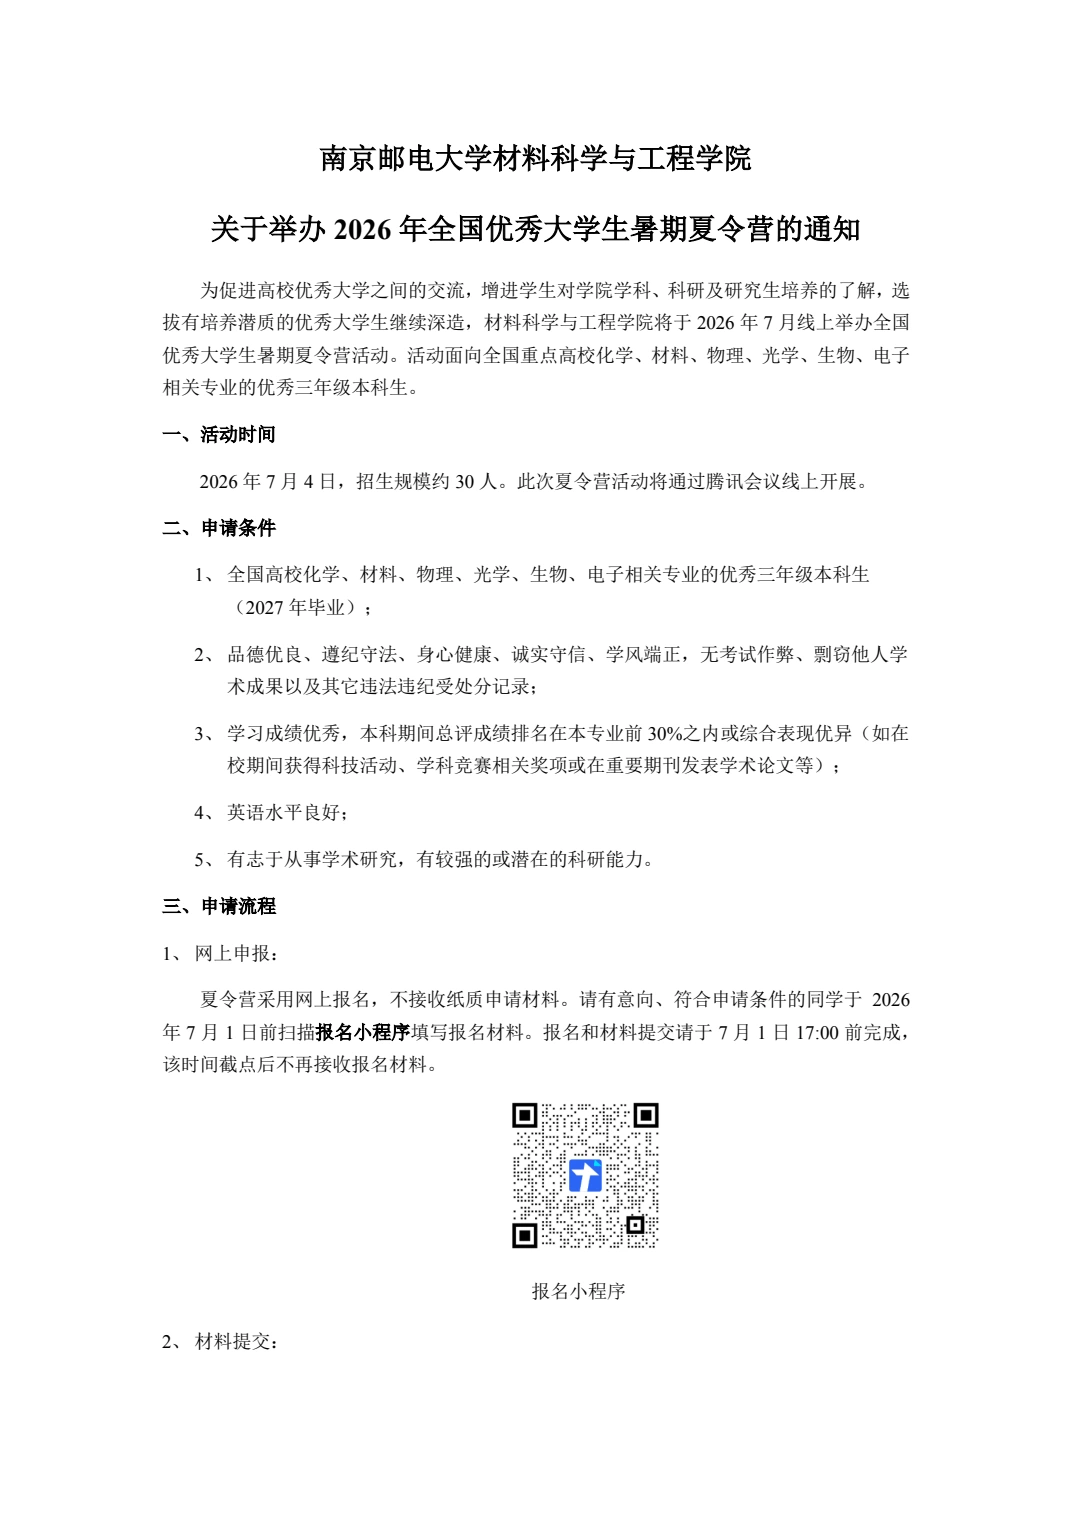 南京邮电大学材料科学与工程学院
关于举办 2026 年全国优秀大学生暑期夏令营的通知
为促进高校优秀大学之间的交流，增进学生对学院学科、科研及研究生培养的了解，选
拔有培养潜质的优秀大学生继续深造，材料科学与工程学院将于 2026 年 7 月线上举办全国
优秀大学生暑期夏令营活动。活动面向全国重点高校化学、材料、物理、光学、生物、电子
相关专业的优秀三年级本科生。
一、活动时间
2026 年 7 月 4 日，招生规模约 30 人。此次夏令营活动将通过腾讯会议线上开展。
二、申请条件
1、 全国高校化学、材料、物理、光学、生物、电子相关专业的优秀三年级本科生
（2027 年毕业）；
2、 品德优良、遵纪守法、身心健康、诚实守信、学风端正，无考试作弊、剽窃他人学
术成果以及其它违法违纪受处分记录；
3、 学习成绩优秀，本科期间总评成绩排名在本专业前 30%之内或综合表现优异（如在
校期间获得科技活动、学科竞赛相关奖项或在重要期刊发表学术论文等）；
4、 英语水平良好；
5、 有志于从事学术研究，有较强的或潜在的科研能力。
三、申请流程
1、 网上申报：
夏令营采用网上报名，不接收纸质申请材料。请有意向、符合申请条件的同学于 2026
年 7 月 1 日前扫描报名小程序填写报名材料。报名和材料提交请于 7 月 1 日 17:00 前完成，
该时间截点后不再接收报名材料。
报名小程序
2、 材料提交：